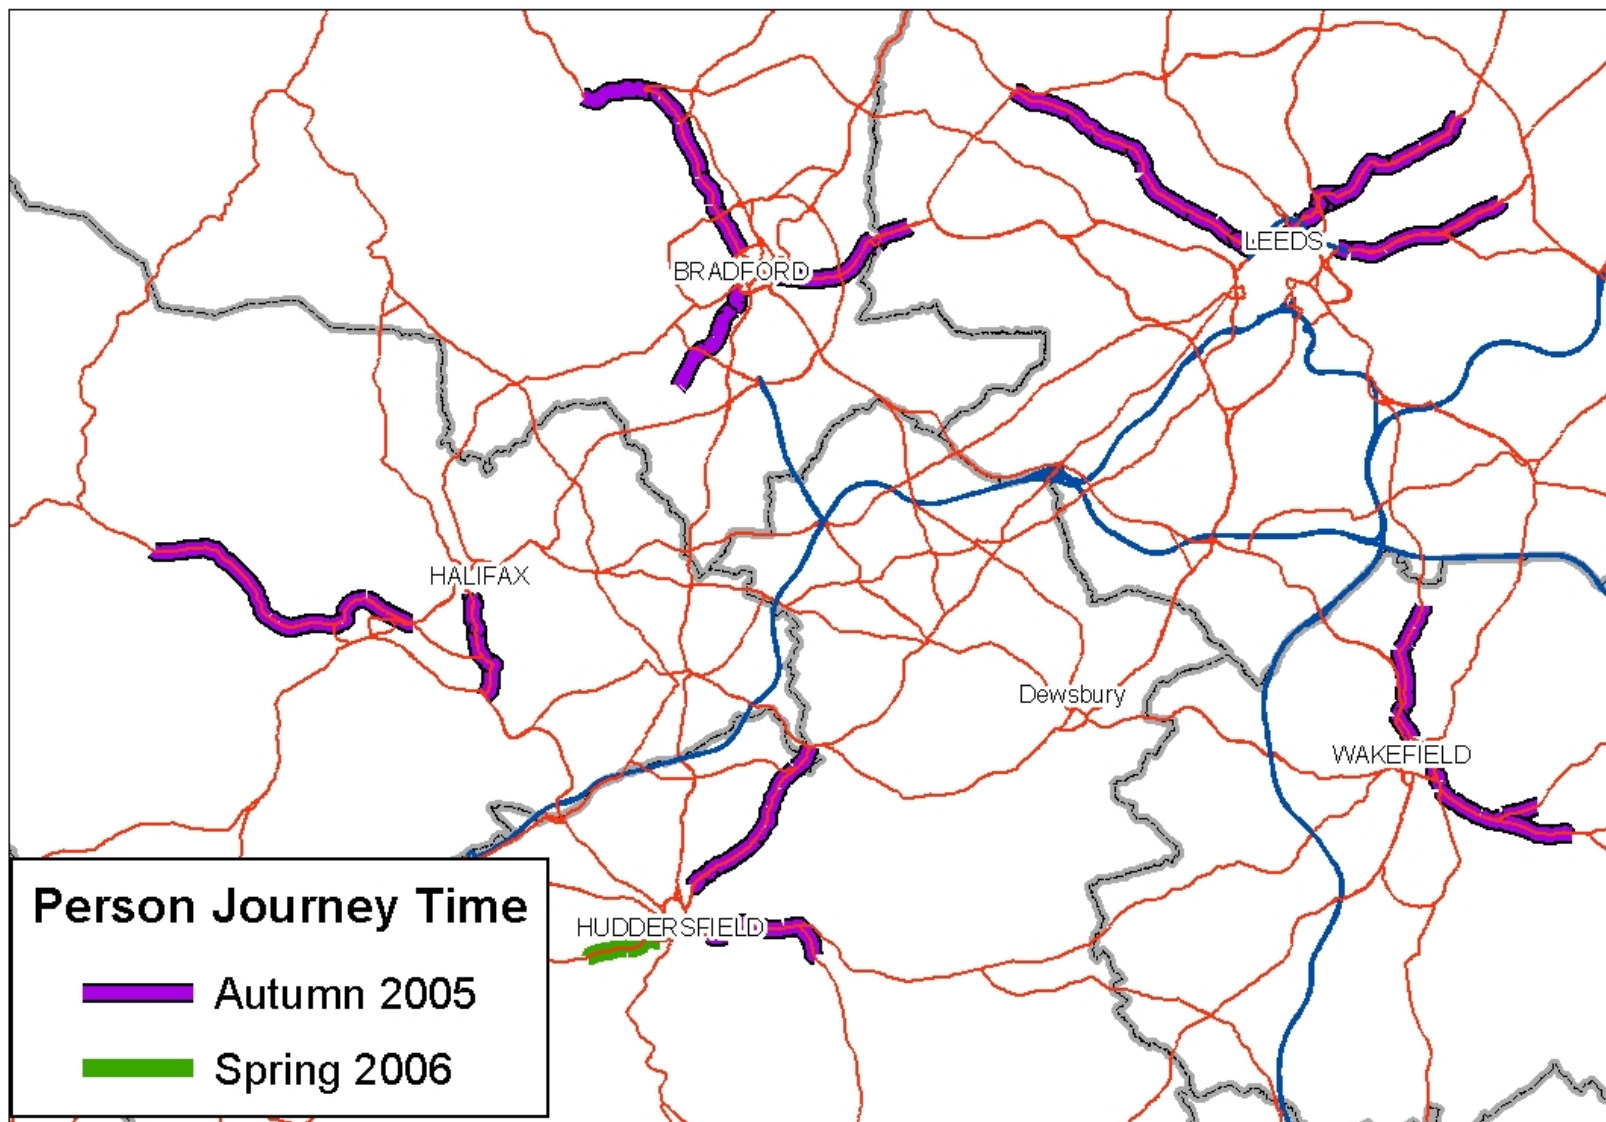 LEEDS
BRADFORD
HALIFAX
Dewsbury
WAKEFIELD
HUDDERSFIELD
Person Journey Time
Autumn 2005
Spring 2006